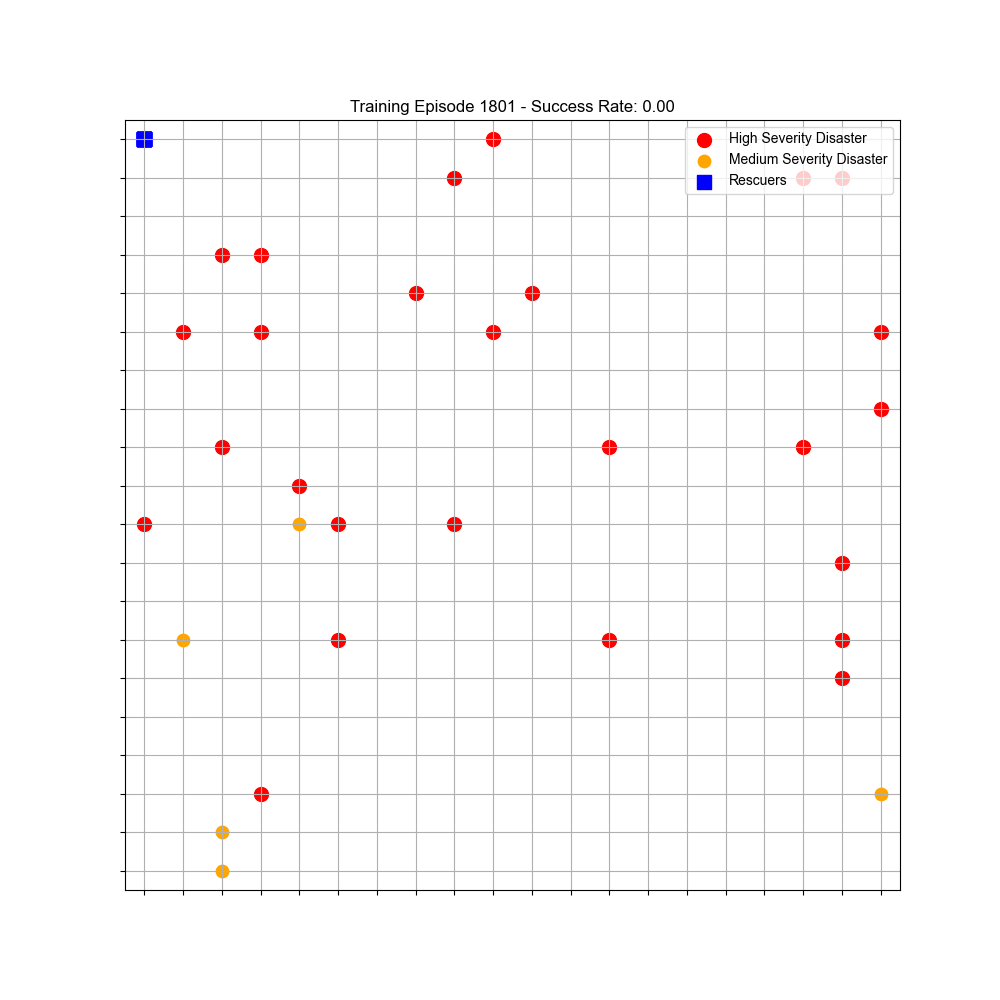 Training Episode 1801 - Success Rate: 0.00
High Severity Disaster
Medium Severity Disaster
Rescuers